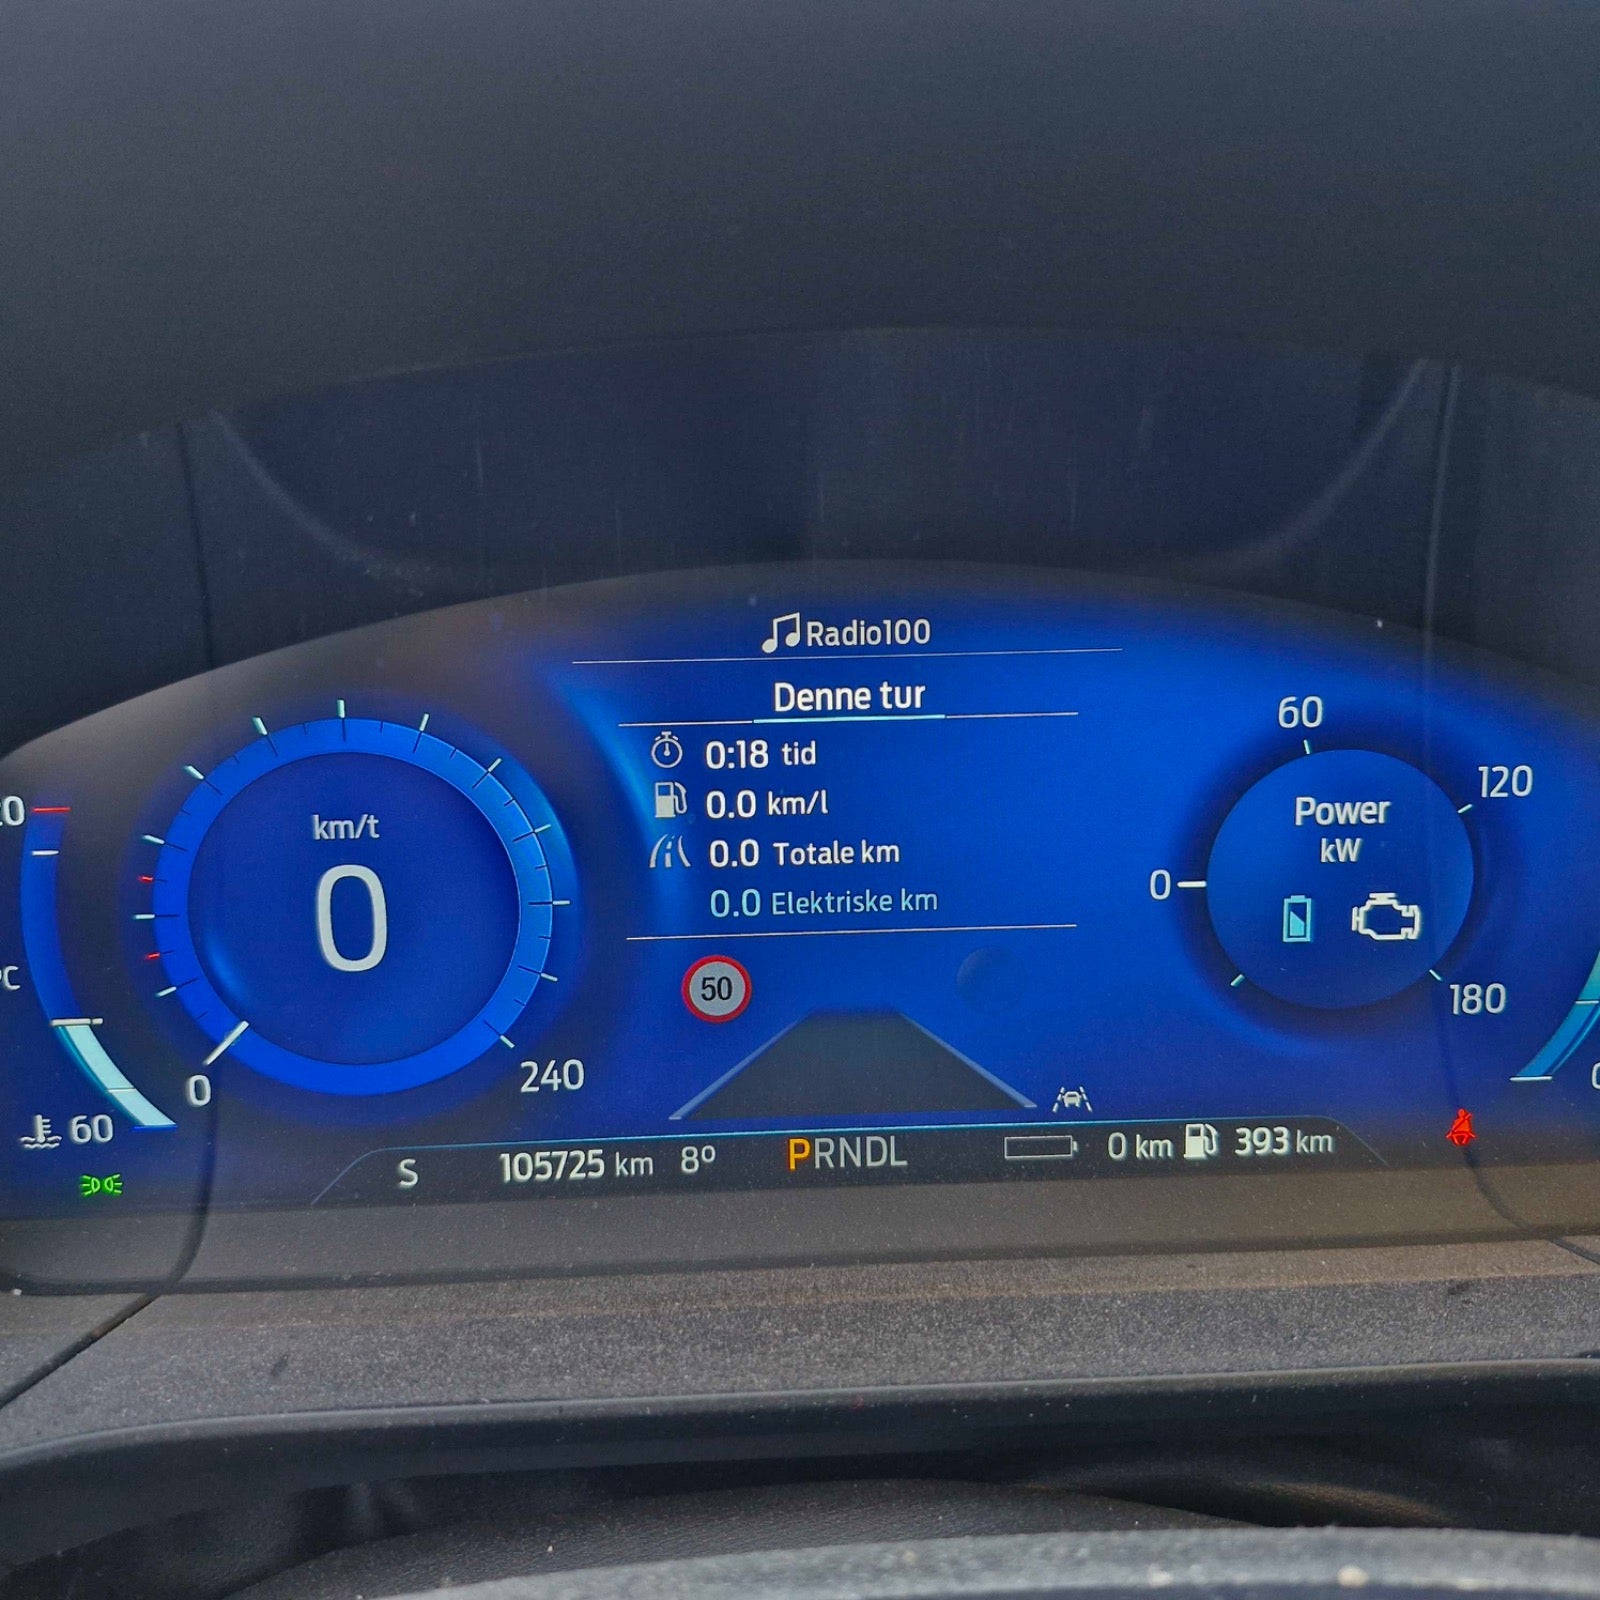 Radio100
Denne tur
0:18 tid
0.0 km/l
0.0 Totale km
0.0 Elektriske km
km/t
0
0
240
60
50
60
120
Power
kW
0
180
S
105725 km
8°
PRNDL
0 km
393 km